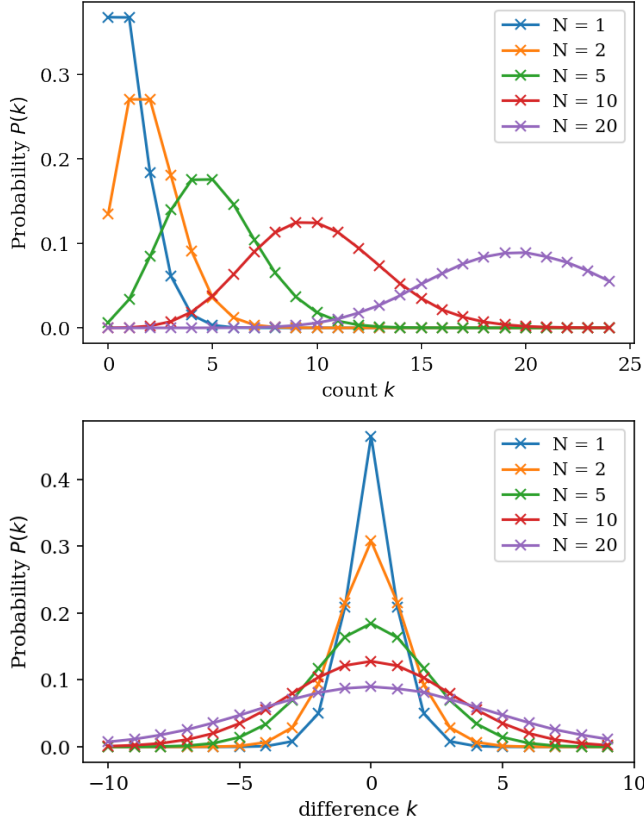 Probability P(k)
0.3
0.2
0.1
0.0
N = 1
N = 2
N = 5
N = 10
N = 20
0 5 10 15 20 25
count k
Probability P(k)
0.4
0.3
0.2
0.1
0.0
N = 1
N = 2
N = 5
N = 10
N = 20
−10 −5 0 5 10
difference k